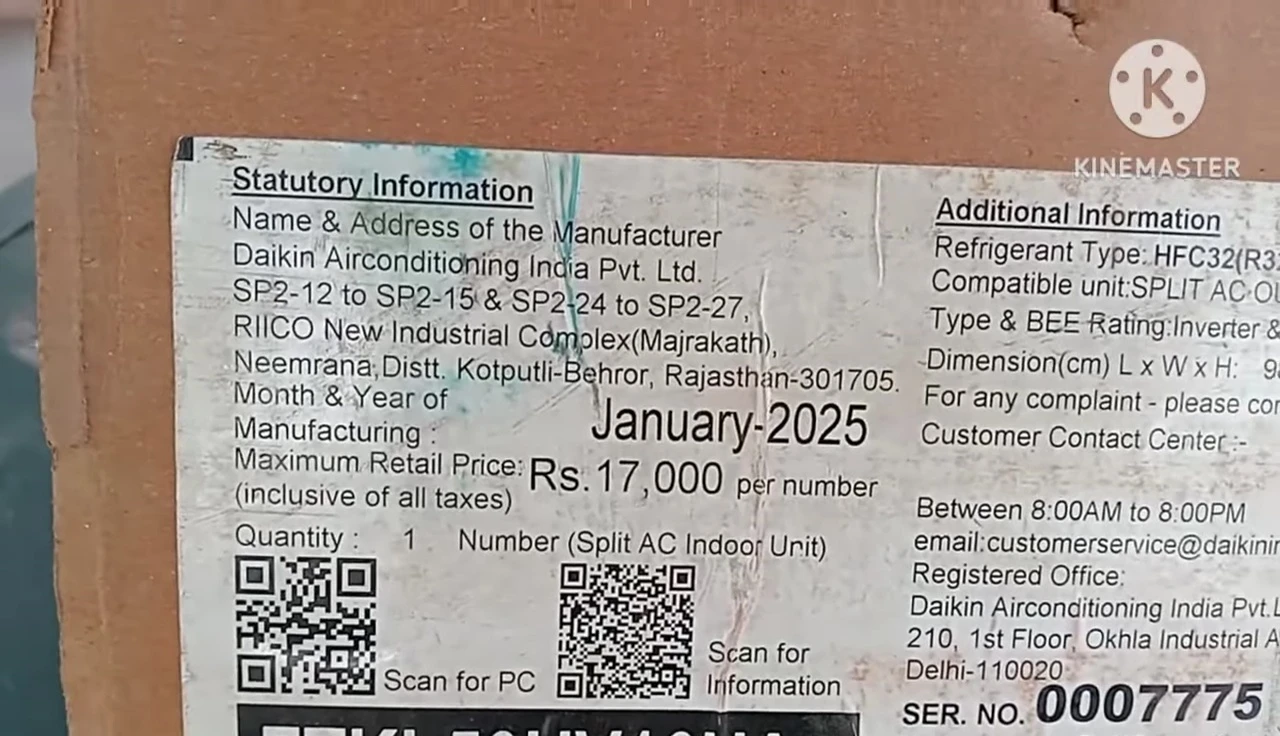 KINEMASTER
Statutory Information
Name & Address of the Manufacturer
Daikin Airconditioning India Pvt. Ltd.
SP2-12 to SP2-15 & SP2-24 to SP2-27,
RIICO New Industrial Complex(Majrakath),
Neemrana,Distt. Kotputli-Behror, Rajasthan-301705.
Month & Year of
Manufacturing : January-2025
Maximum Retail Price: Rs. 17,000 per number
(inclusive of all taxes)
Quantity : 1 Number (Split AC Indoor Unit)
Scan for PC
Scan for
Information
Additional Information
Refrigerant Type: HFC32(R3
Compatible unit:SPLIT AC
Type & BEE Rating:Inverter &
Dimension(cm) L x W x H:
For any complaint - please
Customer Contact Center :-
Between 8:00AM to 8:00PM
email:customerservice@daikin
Registered Office:
Daikin Airconditioning India Pvt.
210, 1st Floor, Okhla Industrial
Delhi-110020
SER. NO. 0007775